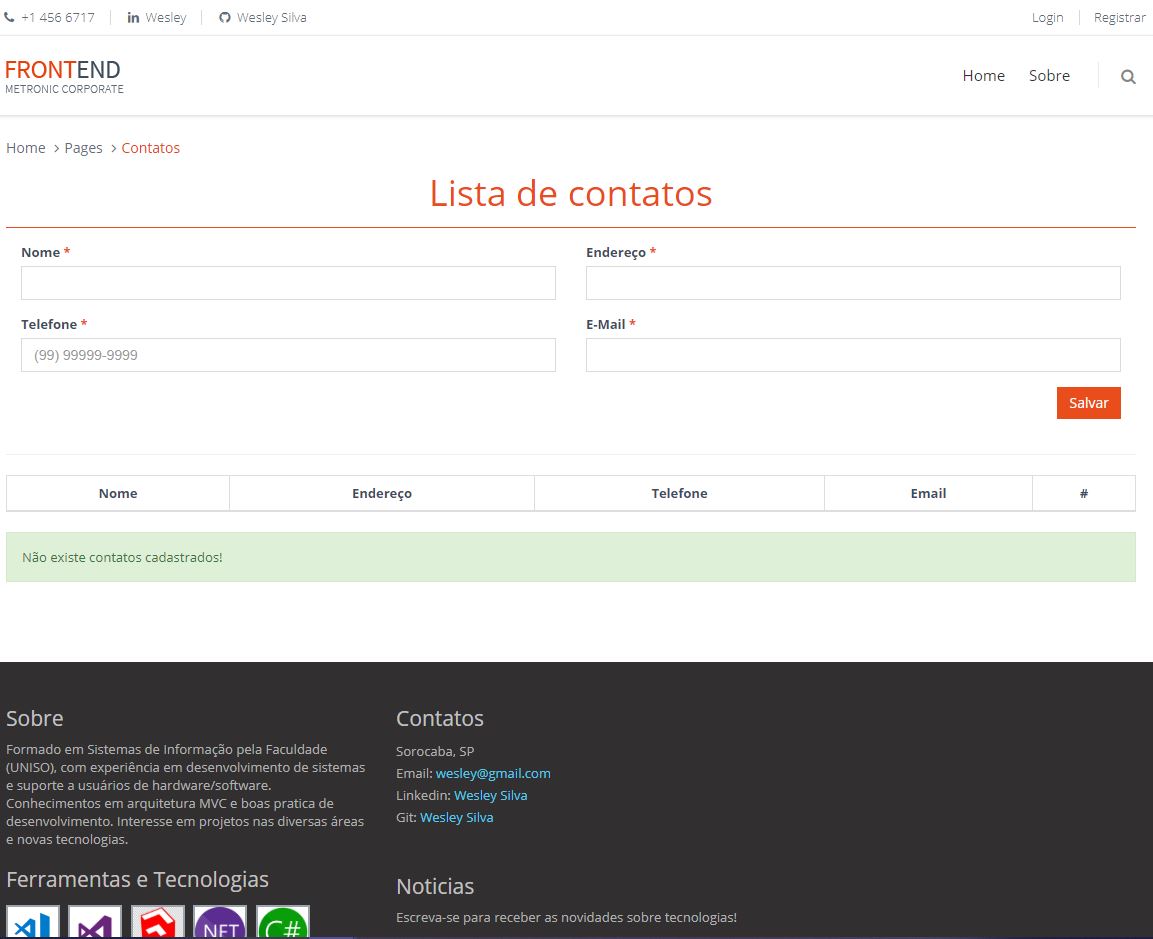 +1 456 6717 in Wesley Wesley Silva Login Registrar
FRONTEND
METRONIC CORPORATE
Home Sobre
Home > Pages > Contatos
Lista de contatos
Nome * Endereço *
Telefone * E-Mail *
(99) 99999-9999
Salvar
Nome Endereço Telefone Email #
Não existe contatos cadastrados!
Sobre
Formado em Sistemas de Informação pela Faculdade
(UNISO), com experiência em desenvolvimento de sistemas
e suporte a usuários de hardware/software.
Conhecimentos em arquitetura MVC e boas pratica de
desenvolvimento. Interesse em projetos nas diversas áreas
e novas tecnologias.
Ferramentas e Tecnologias
NET C#
Contatos
Sorocaba, SP
Email: wesley@gmail.com
Linkedin: Wesley Silva
Git: Wesley Silva
Noticias
Escreva-se para receber as novidades sobre tecnologias!